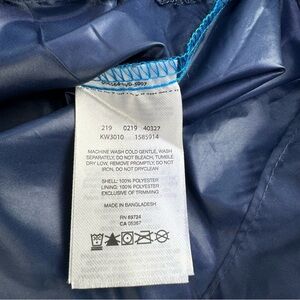 219 0219 40327
KW3010 1585914
MACHINE WASH COLD GENTLE, WASH
SEPARATELY, DO NOT BLEACH, TUMBLE
DRY LOW, REMOVE PROMPTLY, DO NOT
IRON, DO NOT DRYCLEAN
SHELL: 100% POLYESTER
LINING: 100% POLYESTER
EXCLUSIVE OF TRIMMING
MADE IN BANGLADESH
RN 69724
CA 05367